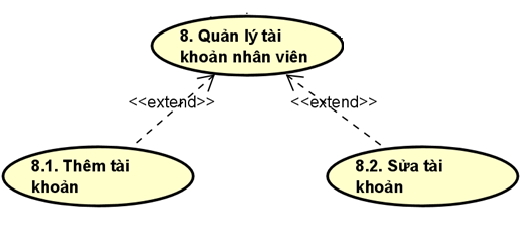 8. Quản lý tài
khoản nhân viên
<<extend>>
<<extend>>
8.1. Thêm tài
khoản
8.2. Sửa tài
khoản